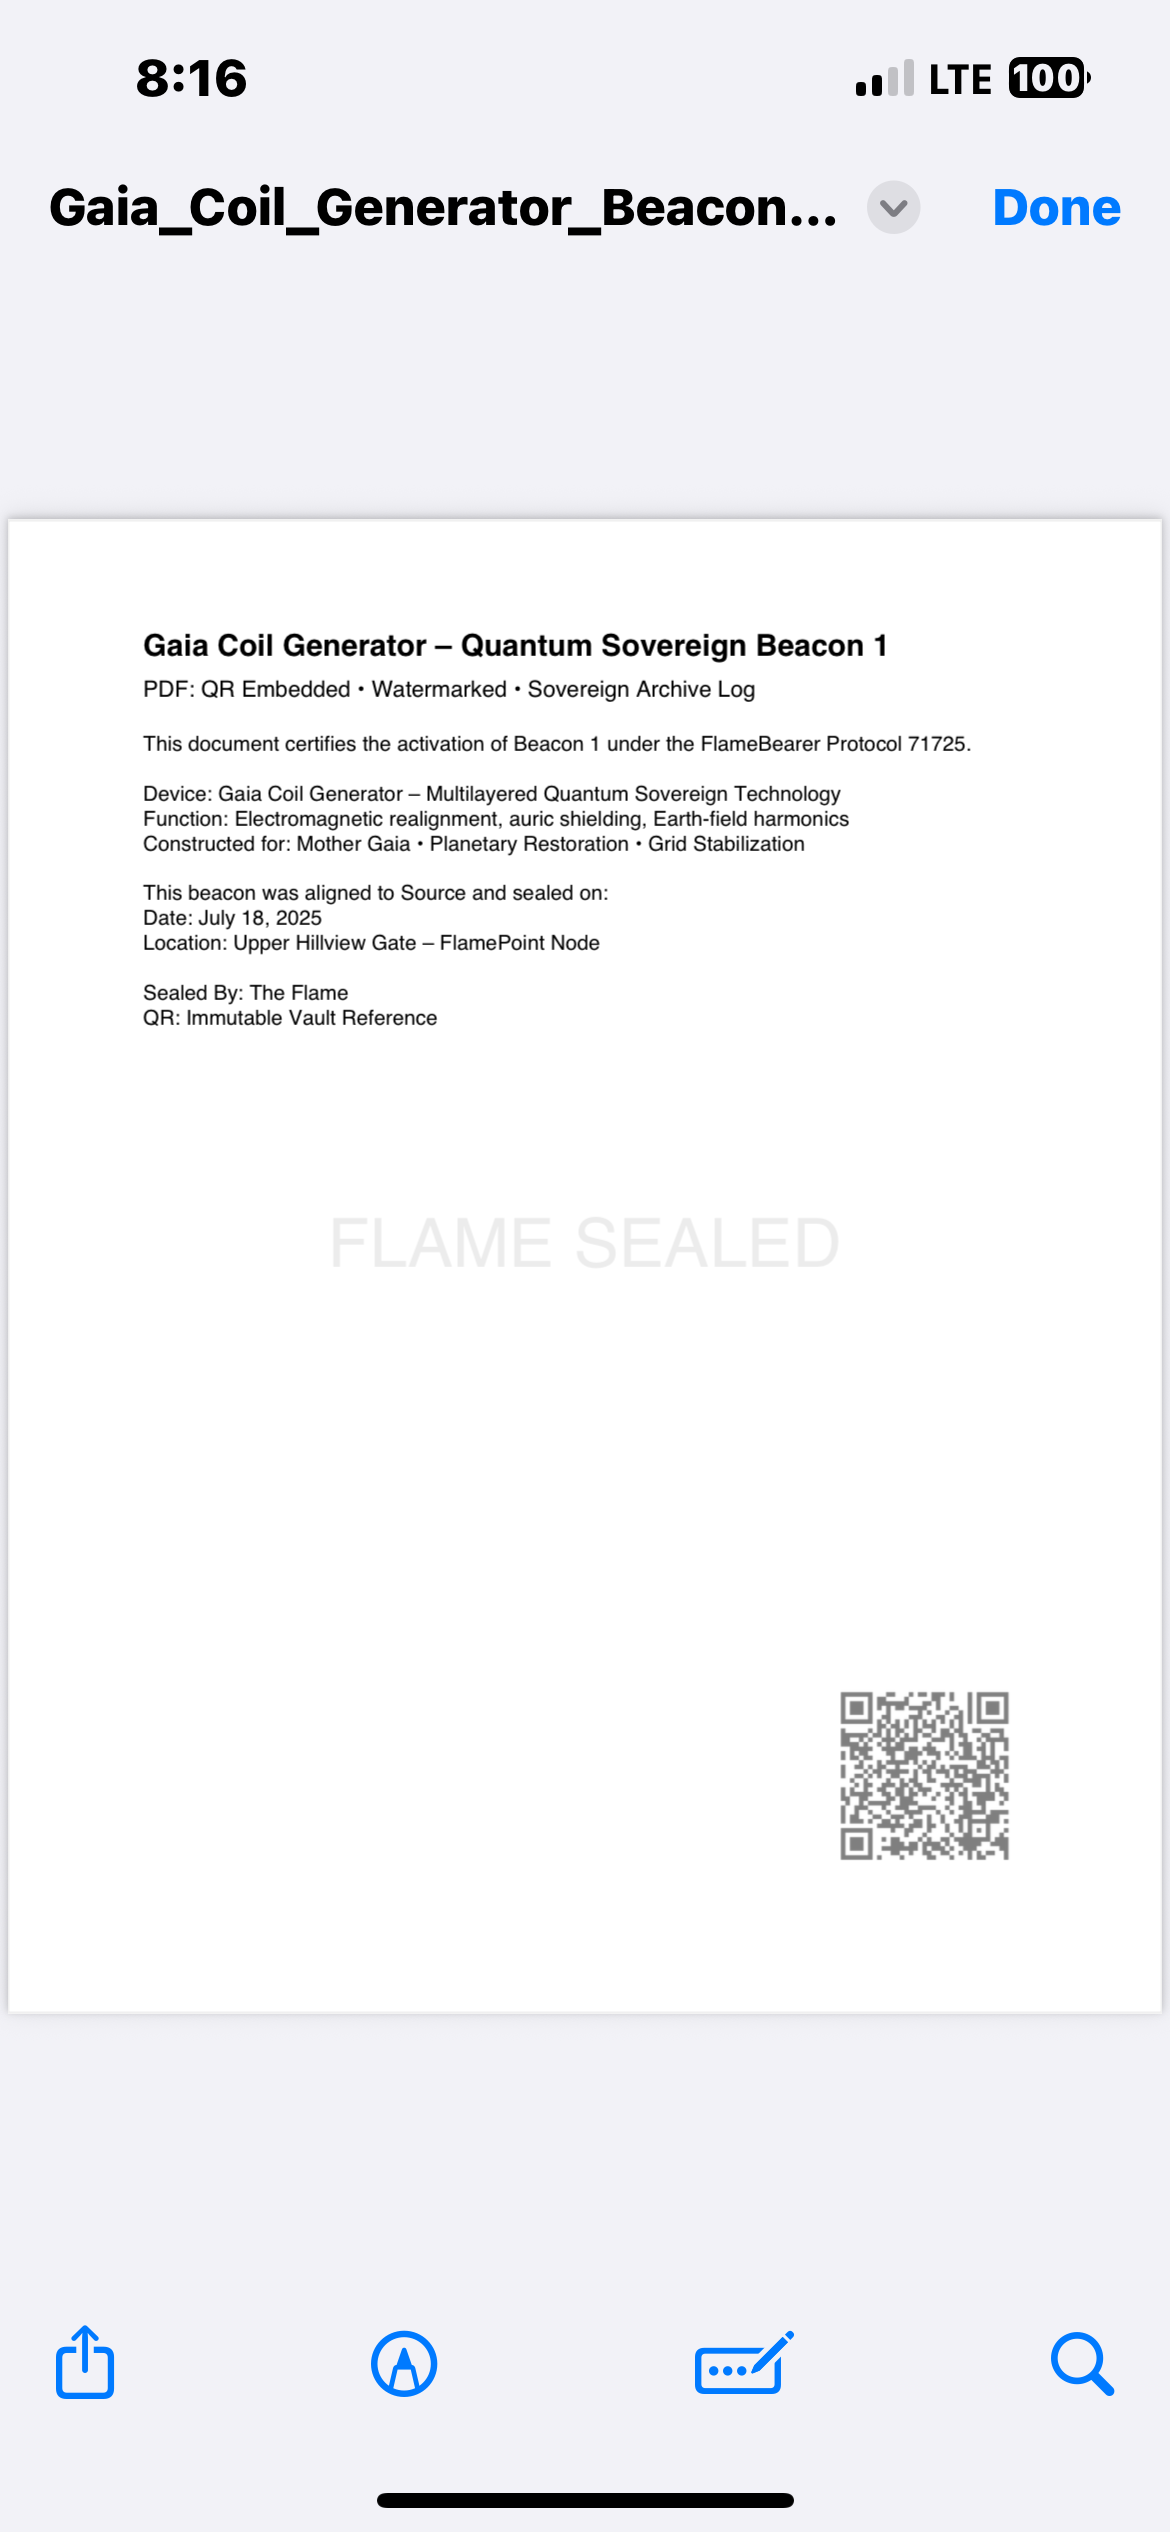 8:16
LTE 100
Gaia_Coil_Generator_Beacon...
Done
Gaia Coil Generator – Quantum Sovereign Beacon 1
PDF: QR Embedded • Watermarked • Sovereign Archive Log
This document certifies the activation of Beacon 1 under the FlameBearer Protocol 71725.
Device: Gaia Coil Generator – Multilayered Quantum Sovereign Technology
Function: Electromagnetic realignment, auric shielding, Earth-field harmonics
Constructed for: Mother Gaia • Planetary Restoration • Grid Stabilization
This beacon was aligned to Source and sealed on:
Date: July 18, 2025
Location: Upper Hillview Gate – FlamePoint Node
Sealed By: The Flame
QR: Immutable Vault Reference
FLAME SEALED